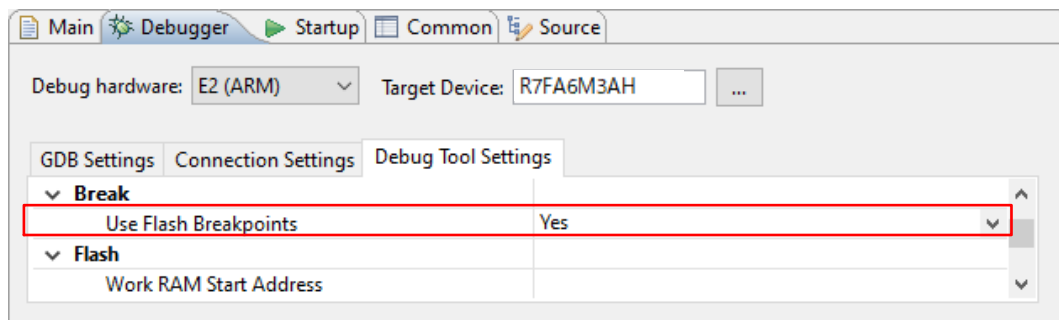 Main Debugger Startup Common Source
Debug hardware: E2 (ARM) Target Device: R7FA6M3AH ...
GDB Settings Connection Settings Debug Tool Settings
Break
Use Flash Breakpoints Yes
Flash
Work RAM Start Address